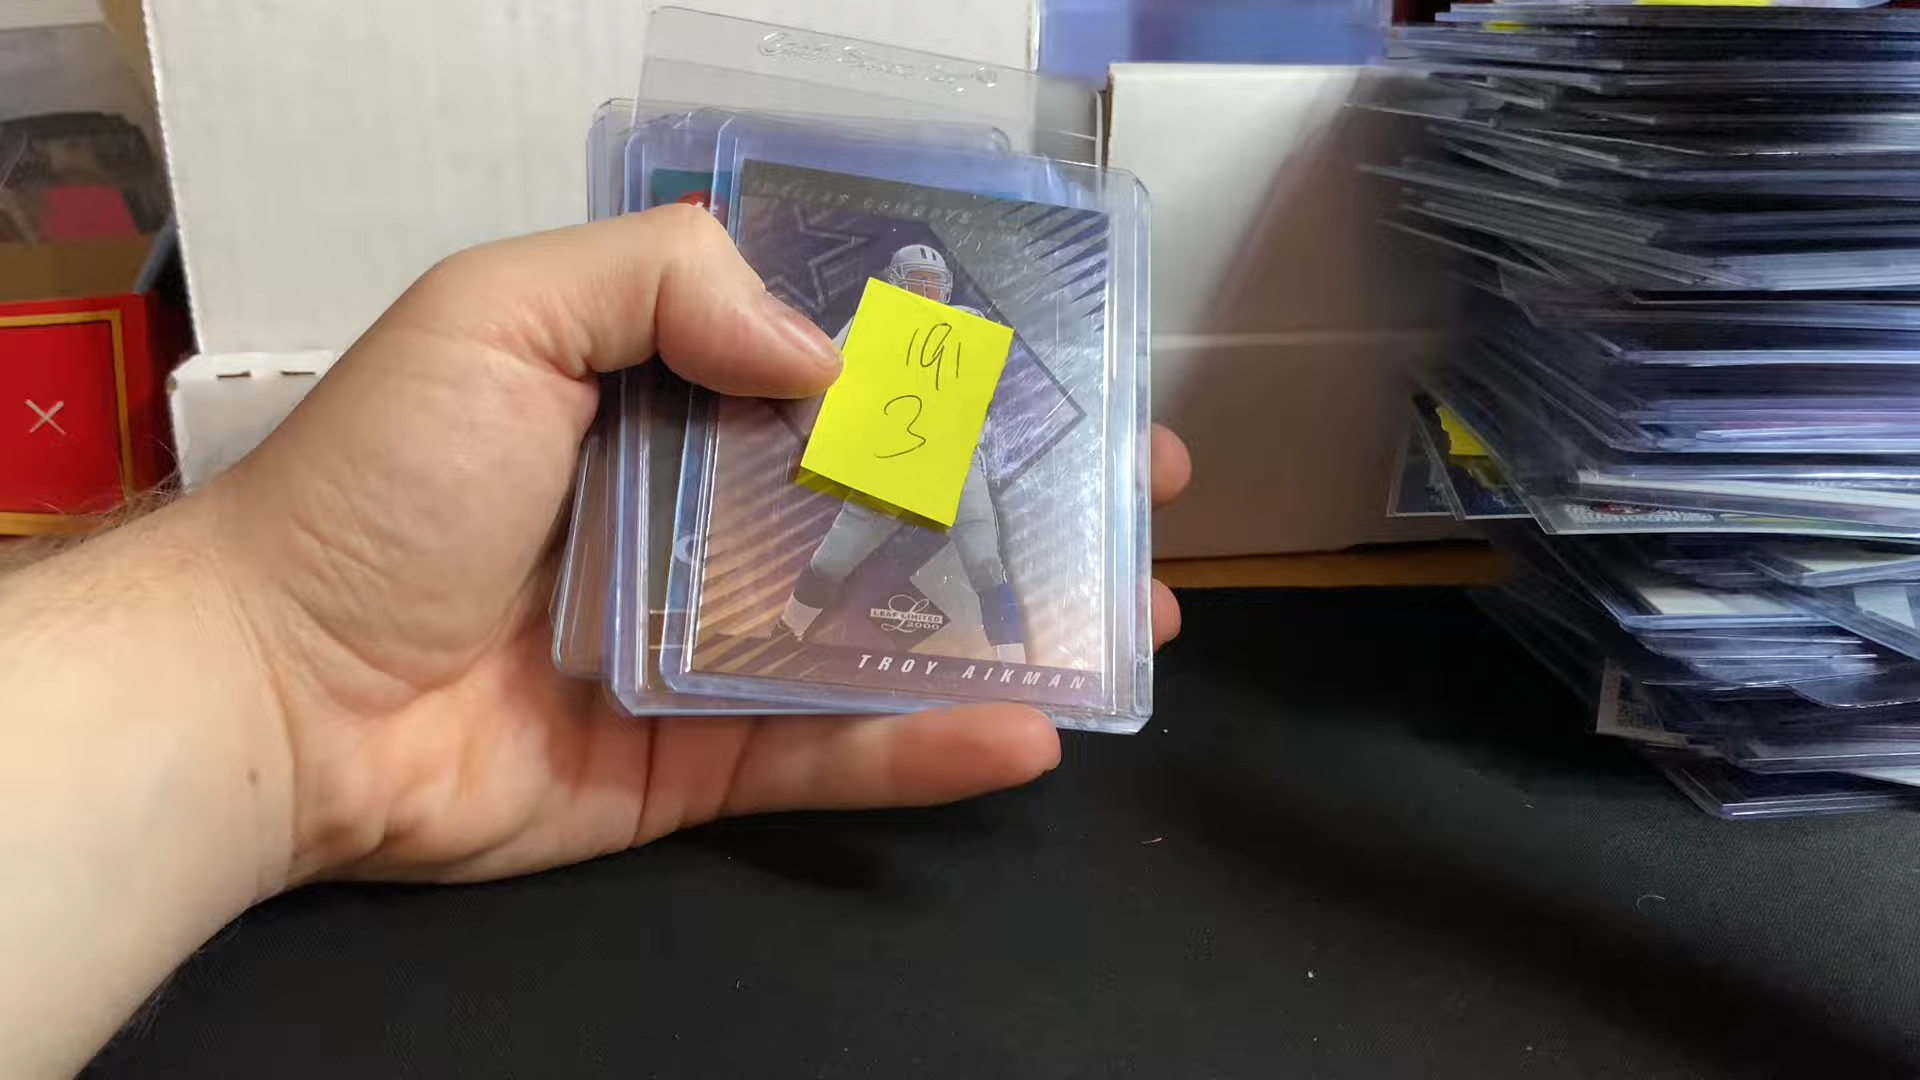 DALLAS COWBOYS
191
3
LEAF LIMITED
2000
TROY AIKMAN